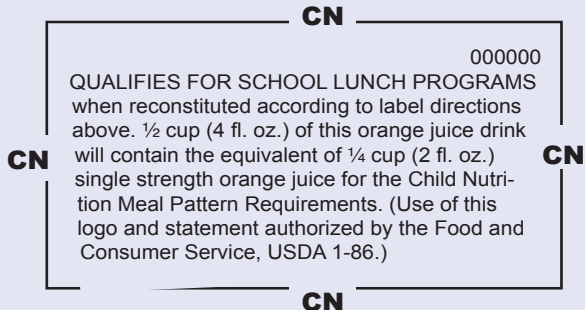 CN
000000
QUALIFIES FOR SCHOOL LUNCH PROGRAMS
when reconstituted according to label directions
above. ½ cup (4 fl. oz.) of this orange juice drink
CN will contain the equivalent of ¼ cup (2 fl. oz.) CN
single strength orange juice for the Child Nutri-
tion Meal Pattern Requirements. (Use of this
logo and statement authorized by the Food and
Consumer Service, USDA 1-86.)
CN